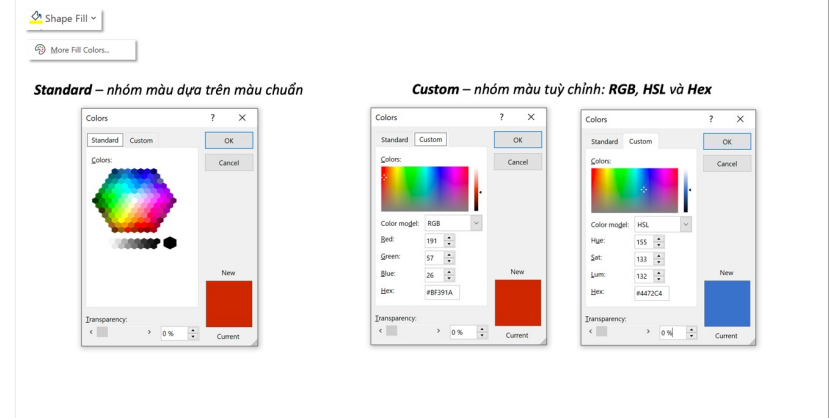 Shape Fill
More Fill Colors...
Standard – nhóm màu dựa trên màu chuẩn
Custom – nhóm màu tuỳ chỉnh: RGB, HSL và Hex
Colors ? ×
Standard Custom
OK
Colors:
Cancel
New
Transparency:
< > 0 %
Current
Colors ? ×
Standard Custom
OK
Colors:
Cancel
Color model: RGB
Red: 191
Green: 57
Blue: 26
New
Hex: #BF391A
Transparency:
< > 0 %
Current
Colors ? ×
Standard Custom
OK
Colors:
Cancel
Color model: HSL
Hue: 155
Sat: 133
Lum: 132
New
Hex: #4472C4
Transparency:
< > 0 %
Current